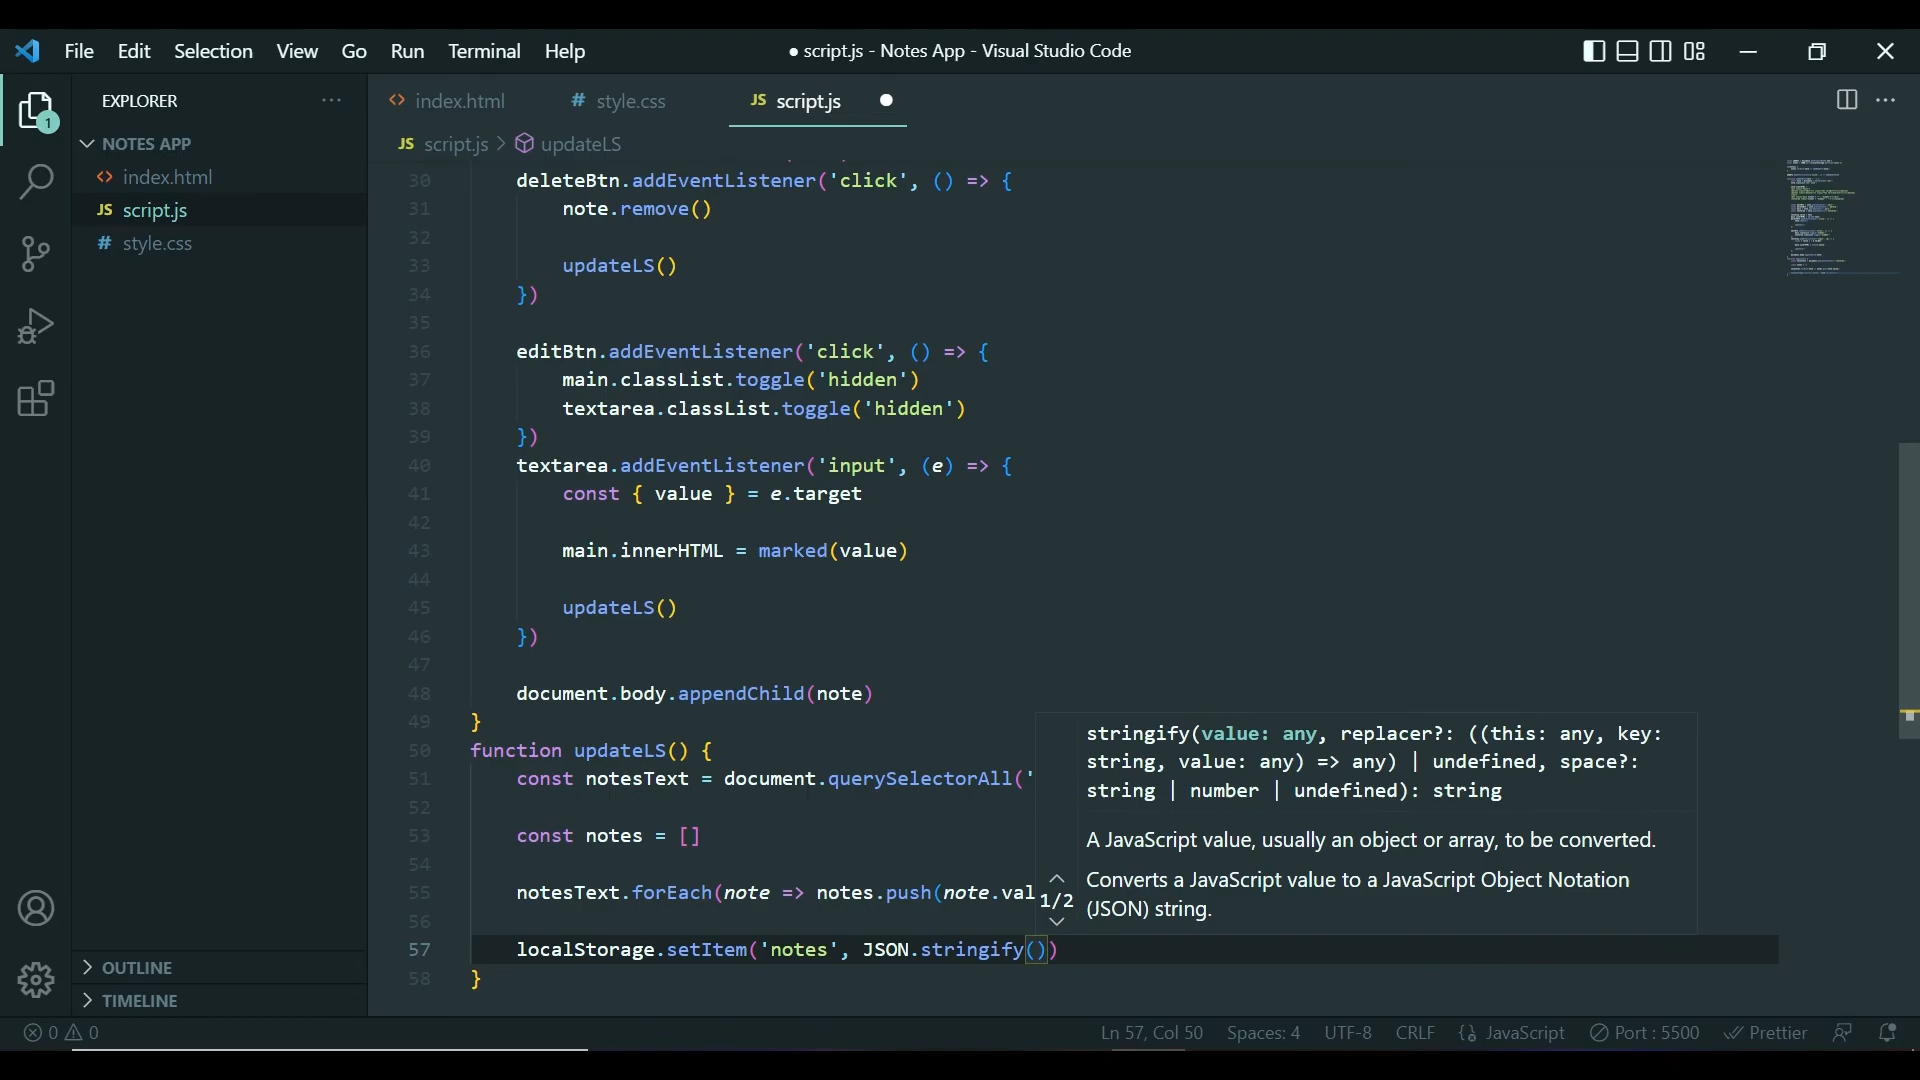 File Edit Selection View Go Run Terminal Help
● script.js - Notes App - Visual Studio Code
EXPLORER
1
NOTES APP
index.html
JS script.js
# style.css
OUTLINE
TIMELINE
index.html # style.css JS script.js
JS script.js > updateLS
30 deleteBtn.addEventListener('click', () => {
31 note.remove()
32
33 updateLS()
34 })
35
36 editBtn.addEventListener('click', () => {
37 main.classList.toggle('hidden')
38 textarea.classList.toggle('hidden')
39 })
40 textarea.addEventListener('input', (e) => {
41 const { value } = e.target
42
43 main.innerHTML = marked(value)
44
45 updateLS()
46 })
47
48 document.body.appendChild(note)
49 }
50 function updateLS() {
51 const notesText = document.querySelectorAll('
52
53 const notes = []
54
55 notesText.forEach(note => notes.push(note.val
56
57 localStorage.setItem('notes', JSON.stringify())
58 }
stringify(value: any, replacer?: ((this: any, key:
string, value: any) => any) | undefined, space?:
string | number | undefined): string
A JavaScript value, usually an object or array, to be converted.
Converts a JavaScript value to a JavaScript Object Notation
(JSON) string.
1/2
0 0
Ln 57, Col 50 Spaces: 4 UTF-8 CRLF JavaScript Port : 5500 Prettier